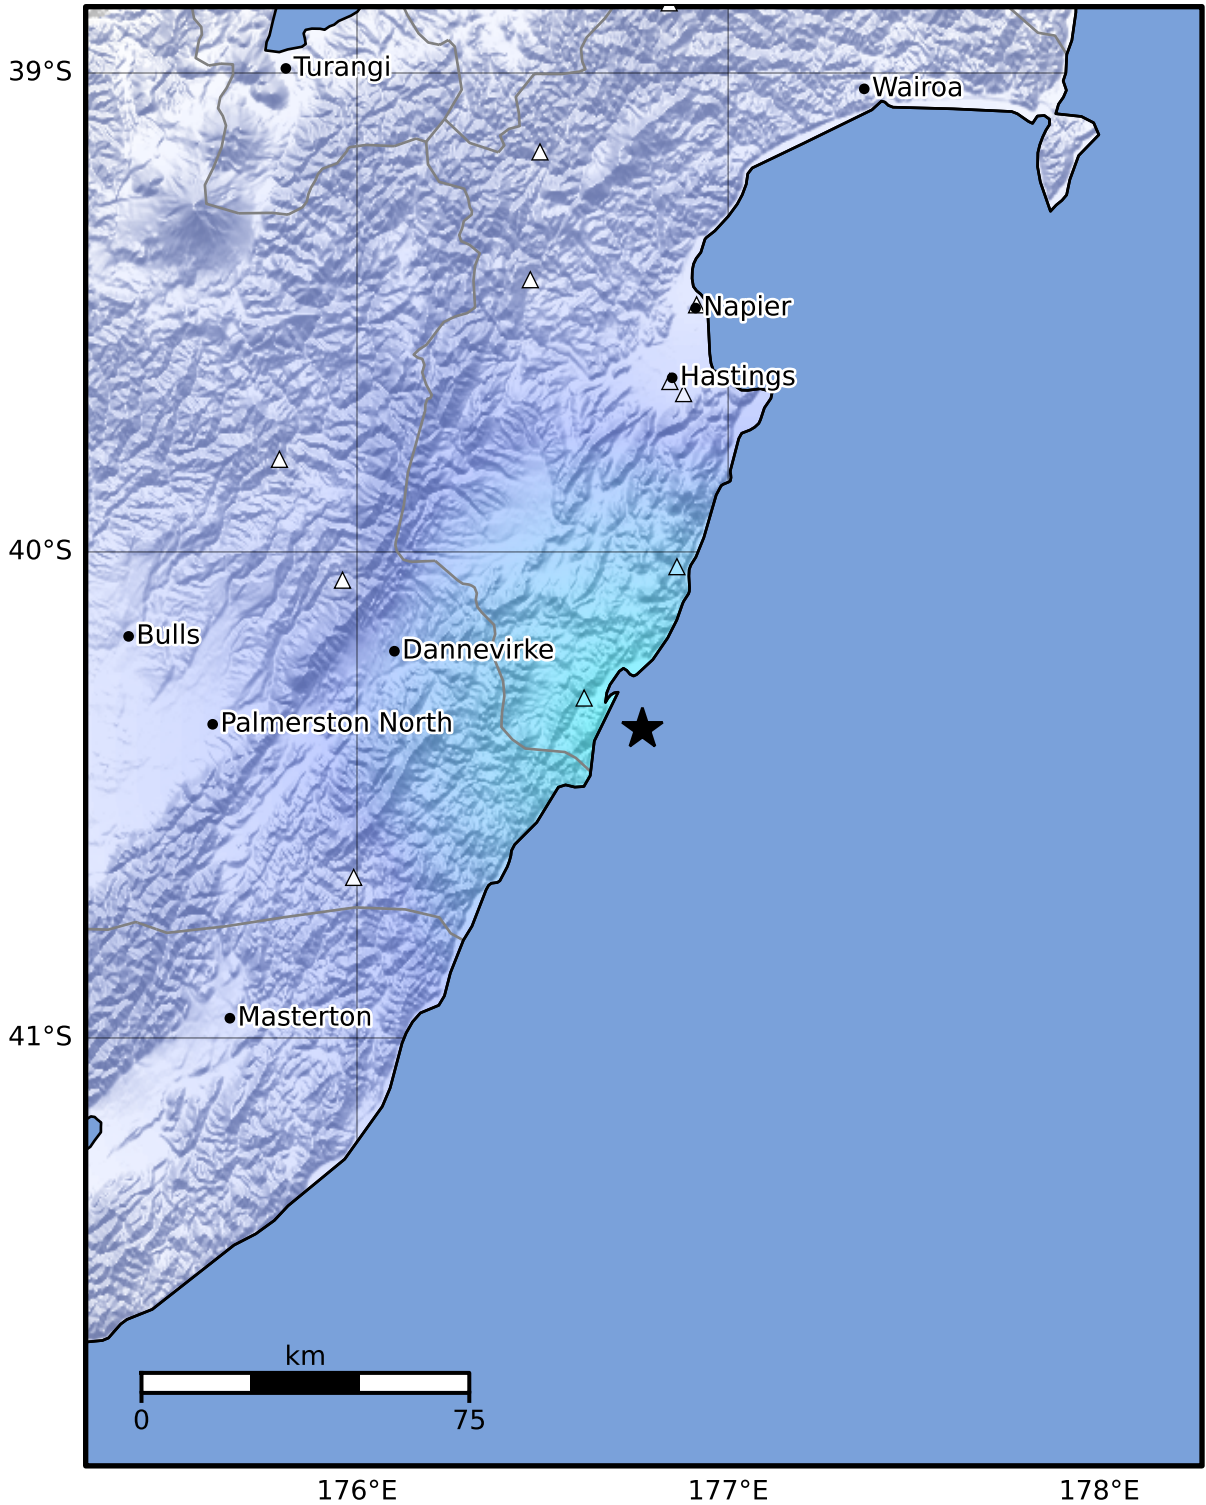 Turangi
39°S
Wairoa
Napier
Hastings
40°S
Bulls
Dannevirke
Palmerston North
Masterton
41°S
km
0
75
176°E
177°E
178°E